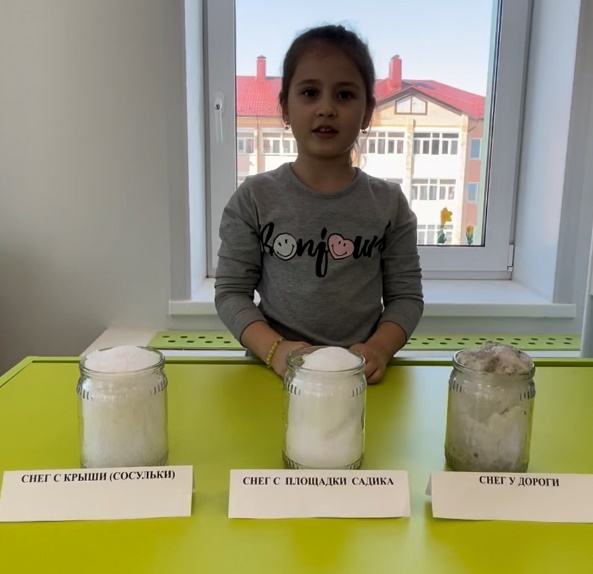 Bonjour
СНЕГ С КРЫШИ (СОСУЛЬКИ)
СНЕГ С ПЛОЩАДКИ САДИКА
СНЕГ У ДОРОГИ